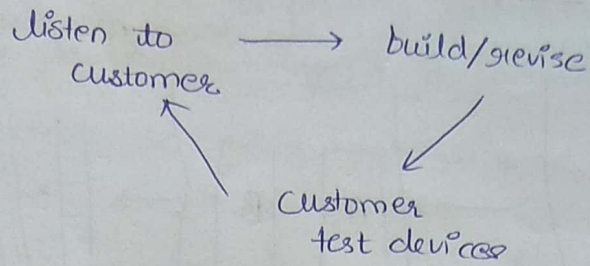 listen to
customer
build/revise
customer
test devices